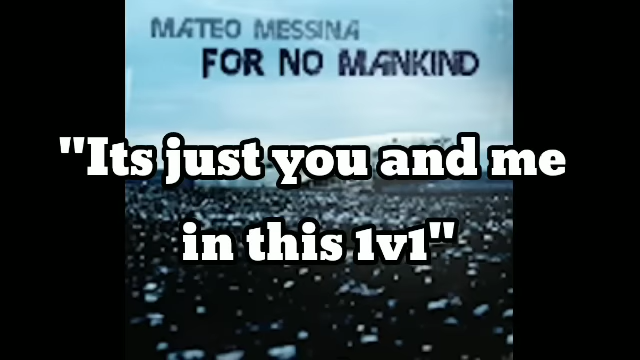 MATEO MESSINA
FOR NO MANKIND
"Its just you and me
in this 1v1"